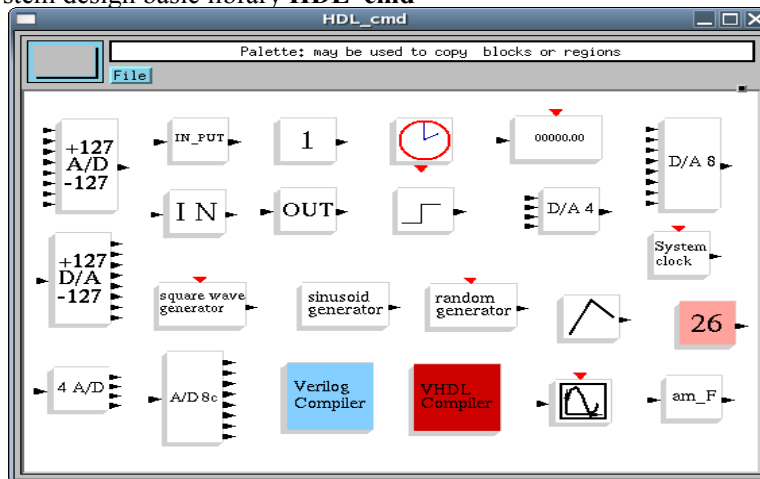 stem design basic library HDL_cmd
HDL_cmd
Palette: may be used to copy blocks or regions
File
+127
A/D
-127
IN_PUT
1
00000.00
D/A 8
I N
OUT
D/A 4
System
clock
+127
D/A
-127
square wave
generator
sinusoid
generator
random
generator
26
4 A/D
A/D 8c
Verilog
Compiler
VHDL
Compiler
am_F